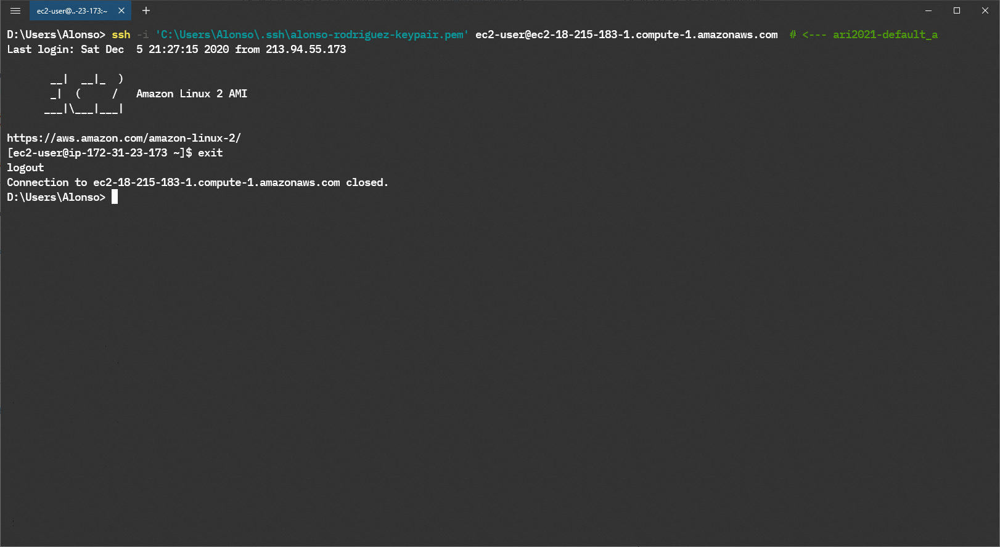 ec2-user@..-23-173:~
D:\Users\Alonso> ssh -i 'C:\Users\Alonso\.ssh\alonso-rodriguez-keypair.pem' ec2-user@ec2-18-215-183-1.compute-1.amazonaws.com  # <--- ari2021-default_a
Last login: Sat Dec  5 21:27:15 2020 from 213.94.55.173
       __|  __|_  )
       _|  (     /   Amazon Linux 2 AMI
      ___|\___|___|
https://aws.amazon.com/amazon-linux-2/
[ec2-user@ip-172-31-23-173 ~]$ exit
logout
Connection to ec2-18-215-183-1.compute-1.amazonaws.com closed.
D:\Users\Alonso>